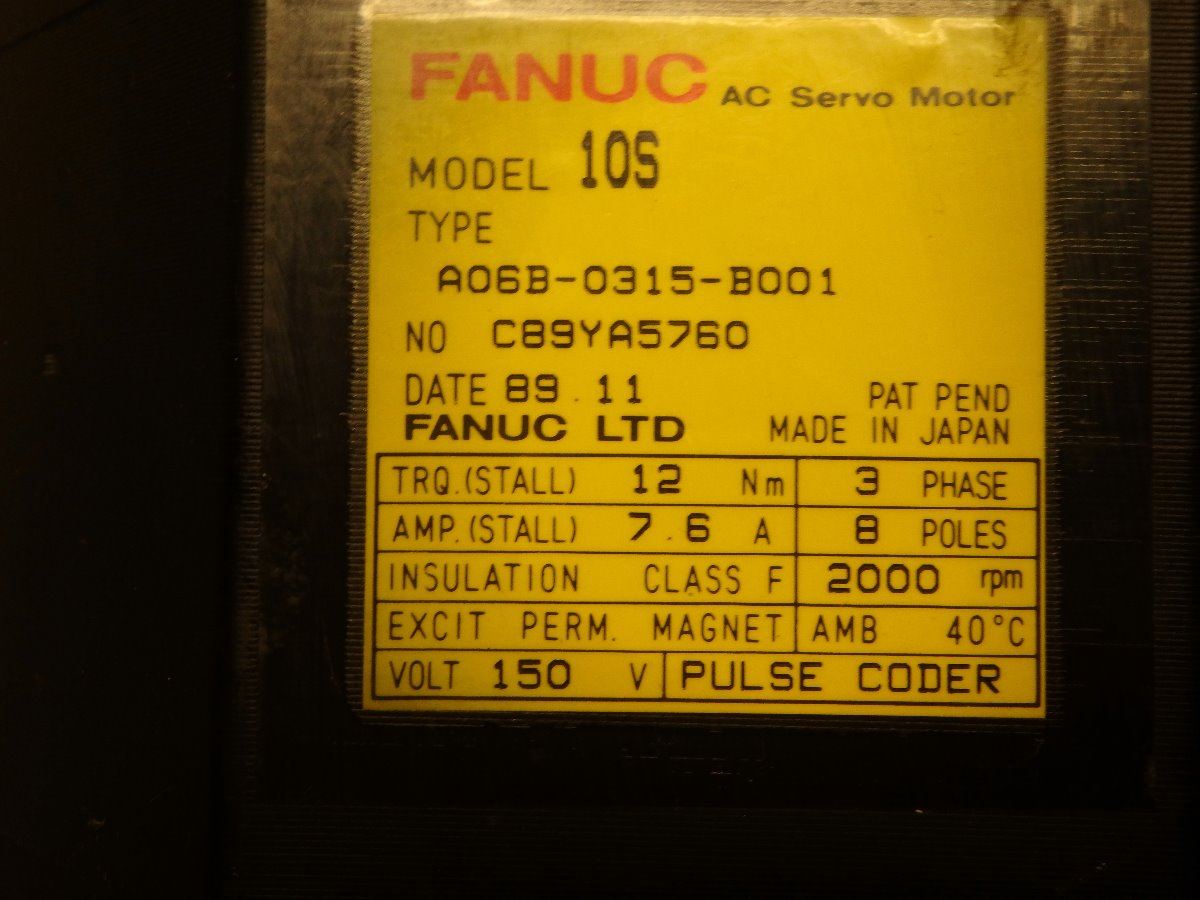 FANUC AC Servo Motor
MODEL 10S
TYPE
A06B-0315-B001
NO C89YA5760
DATE 89.11 PAT PEND
FANUC LTD MADE IN JAPAN
TRQ.(STALL) 12 Nm 3 PHASE
AMP.(STALL) 7.6 A 8 POLES
INSULATION CLASS F 2000 rpm
EXCIT PERM. MAGNET AMB 40°C
VOLT 150 V PULSE CODER